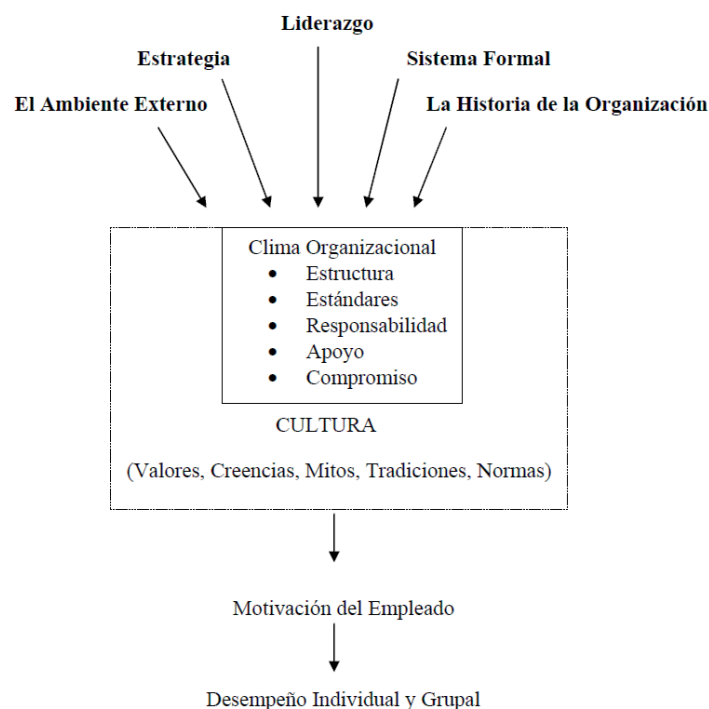 Liderazgo
Estrategia
Sistema Formal
El Ambiente Externo
La Historia de la Organización
Clima Organizacional
• Estructura
• Estándares
• Responsabilidad
• Apoyo
• Compromiso
CULTURA
(Valores, Creencias, Mitos, Tradiciones, Normas)
Motivación del Empleado
Desempeño Individual y Grupal